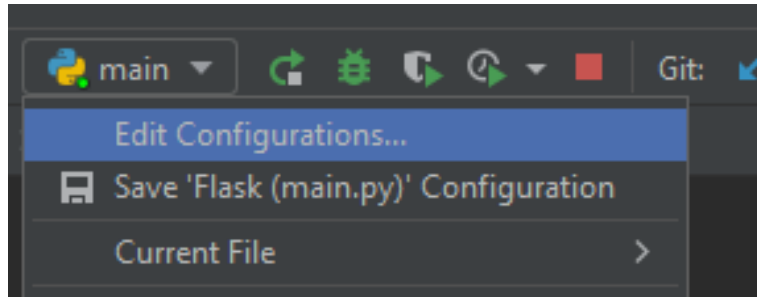 main Git:
Edit Configurations...
Save 'Flask (main.py)' Configuration
Current File